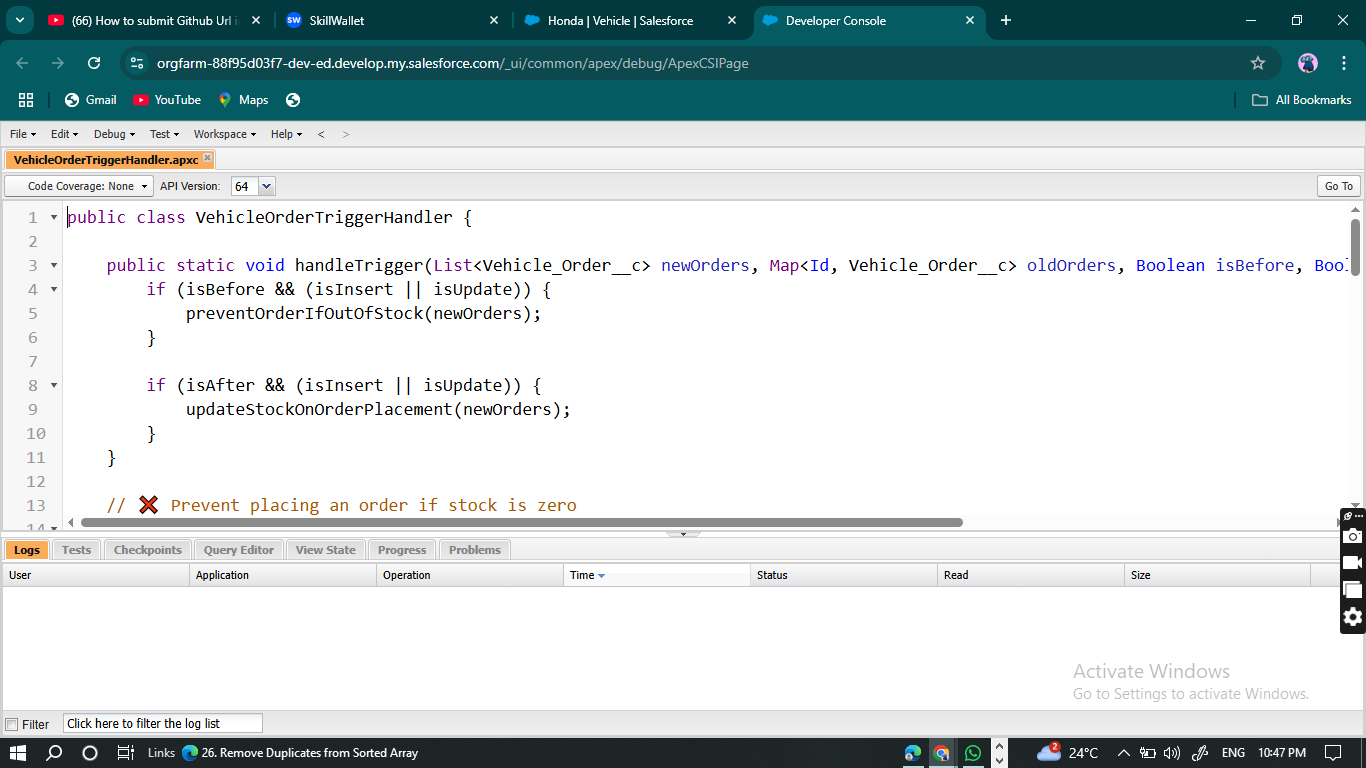 (66) How to submit Github Url i
SkillWallet
Honda | Vehicle | Salesforce
Developer Console
orgfarm-88f95d03f7-dev-ed.develop.my.salesforce.com/_ui/common/apex/debug/ApexCSIPage
Gmail
YouTube
Maps
All Bookmarks
File
Edit
Debug
Test
Workspace
Help
<
>
VehicleOrderTriggerHandler.apxc
Code Coverage: None
API Version:
64
Go To
1 public class VehicleOrderTriggerHandler {
2
3 public static void handleTrigger(List<Vehicle_Order__c> newOrders, Map<Id, Vehicle_Order__c> oldOrders, Boolean isBefore, Bool
4 if (isBefore && (isInsert || isUpdate)) {
5 preventOrderIfOutOfStock(newOrders);
6 }
7
8 if (isAfter && (isInsert || isUpdate)) {
9 updateStockOnOrderPlacement(newOrders);
10 }
11 }
12
13 // ❌ Prevent placing an order if stock is zero
14
Logs
Tests
Checkpoints
Query Editor
View State
Progress
Problems
User
Application
Operation
Time
Status
Read
Size
Activate Windows
Go to Settings to activate Windows.
Filter
Click here to filter the log list
Links
26. Remove Duplicates from Sorted Array
2
24°C
ENG
10:47 PM